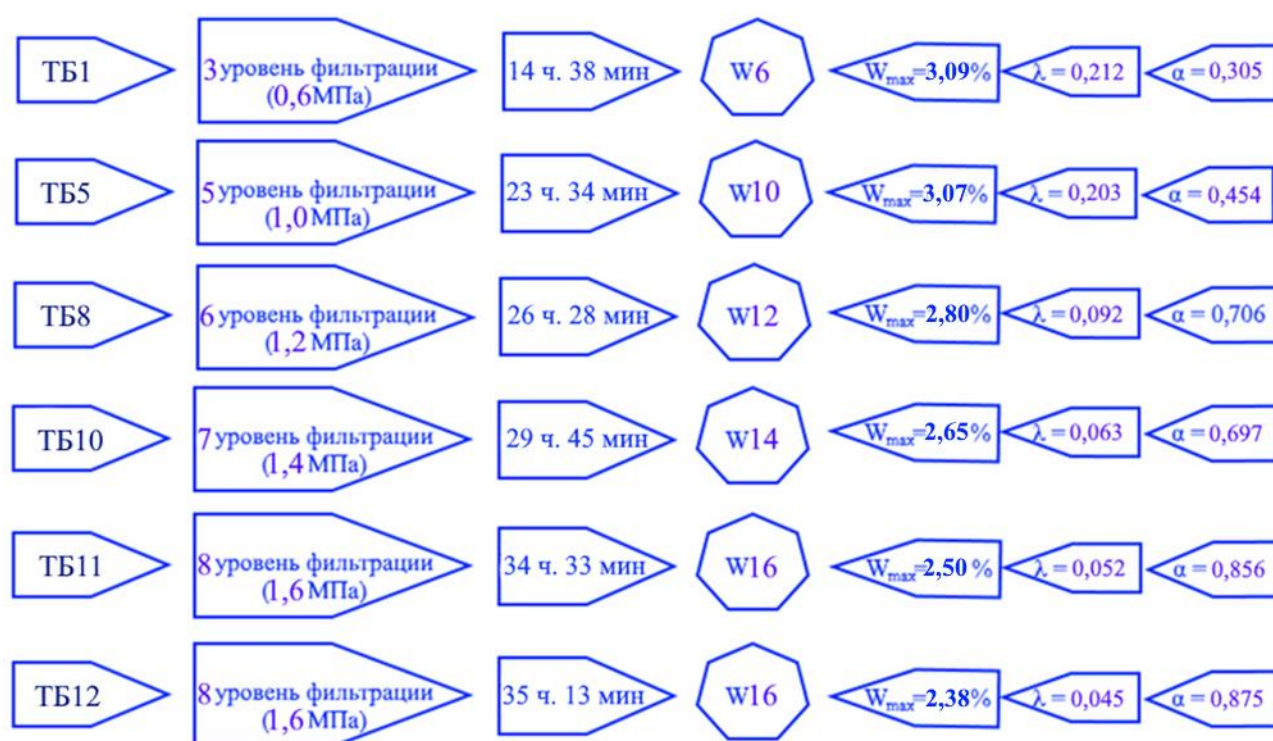 ТБ1
3 уровень фильтрации
(0,6 МПа)
14 ч. 38 мин
W6
Wmax=3,09%
λ = 0,212
α = 0,305
ТБ5
5 уровень фильтрации
(1,0 МПа)
23 ч. 34 мин
W10
Wmax=3,07%
λ = 0,203
α = 0,454
ТБ8
6 уровень фильтрации
(1,2 МПа)
26 ч. 28 мин
W12
Wmax=2,80%
λ = 0,092
α = 0,706
ТБ10
7 уровень фильтрации
(1,4 МПа)
29 ч. 45 мин
W14
Wmax=2,65%
λ = 0,063
α = 0,697
ТБ11
8 уровень фильтрации
(1,6 МПа)
34 ч. 33 мин
W16
Wmax=2,50 %
λ = 0,052
α = 0,856
ТБ12
8 уровень фильтрации
(1,6 МПа)
35 ч. 13 мин
W16
Wmax=2,38%
λ = 0,045
α = 0,875